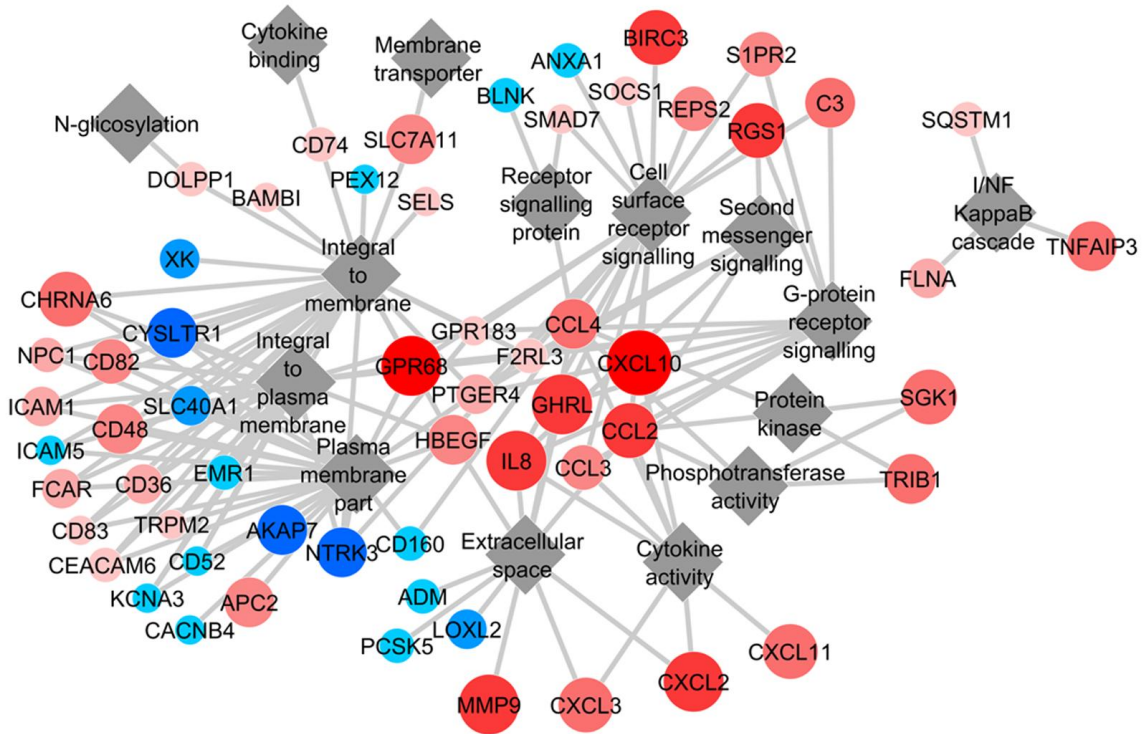 Cytokine
binding
Membrane
transporter
BIRC3
ANXA1
S1PR2
BLNK
SOCS1
REPS2
C3
N-glicosylation
SMAD7
RGS1
SQSTM1
CD74
SLC7A11
DOLPP1
PEX12
BAMBI
SELS
Receptor
signalling
protein
Cell
surface
receptor
signalling
Second
messenger
signalling
I/NF
KappaB
cascade
TNFAIP3
FLNA
XK
Integral
to
membrane
CHRNA6
CYSLTR1
GPR183
CCL4
G-protein
receptor
signalling
NPC1
CD82
Integral
to
plasma
membrane
GPR68
F2RL3
CXCL10
ICAM1
SLC40A1
PTGER4
GHRL
Protein
kinase
SGK1
CD48
ICAM5
HBEGF
CCL2
FCAR
CD36
EMR1
Plasma
membrane
part
IL8
CCL3
Phosphotransferase
activity
TRIB1
CD83
TRPM2
AKAP7
NTRK3
CD160
Extracellular
space
Cytokine
activity
CEACAM6
CD52
KCNA3
APC2
ADM
CACNB4
LOXL2
PCSK5
CXCL11
MMP9
CXCL3
CXCL2